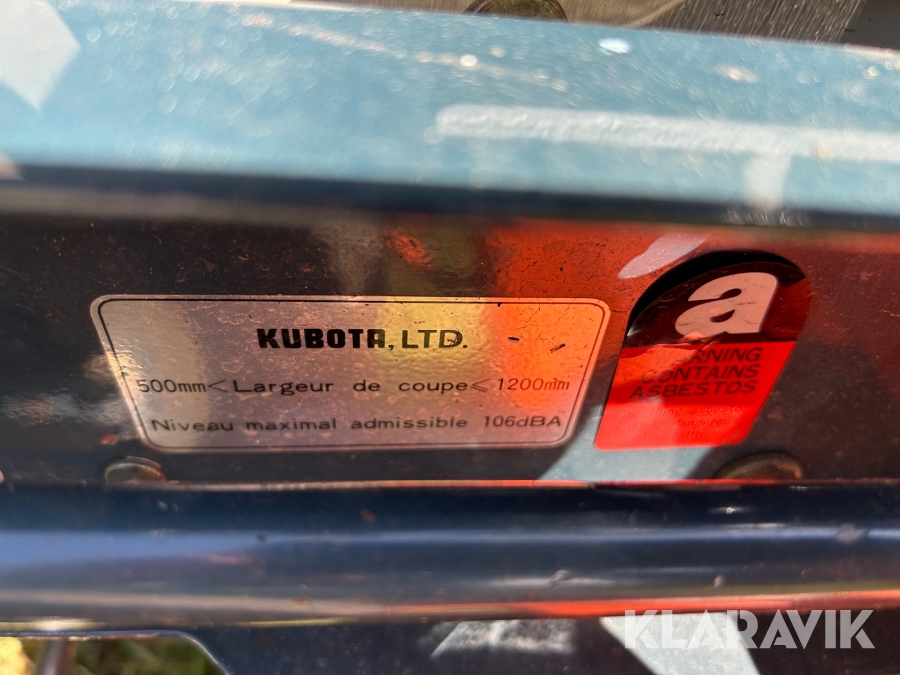 KUBOTA, LTD.
500mm < Largeur de coupe ⩽ 1200mm
Niveau maximal admissible 106dBA
a
WARNING
CONTAINS
ASBESTOS
KLARAVIK